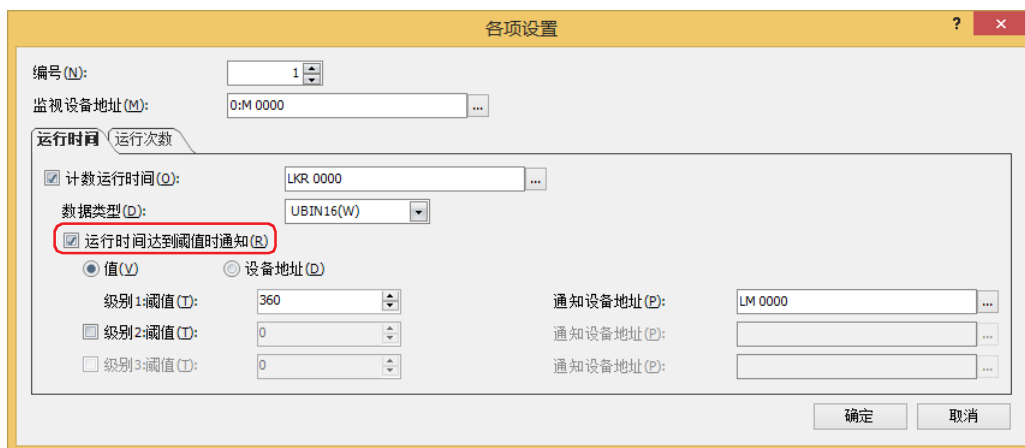 各项设置
? ×
编号(N): 1
监视设备地址(M): 0:M 0000 ...
运行时间 运行次数
计数运行时间(O): LKR 0000 ...
数据类型(D): UBIN16(W)
运行时间达到阈值时通知(R)
值(V) 设备地址(D)
级别1:阈值(T): 360 通知设备地址(P): LM 0000 ...
级别2:阈值(T): 0 通知设备地址(P): ...
级别3:阈值(T): 0 通知设备地址(P): ...
确定 取消